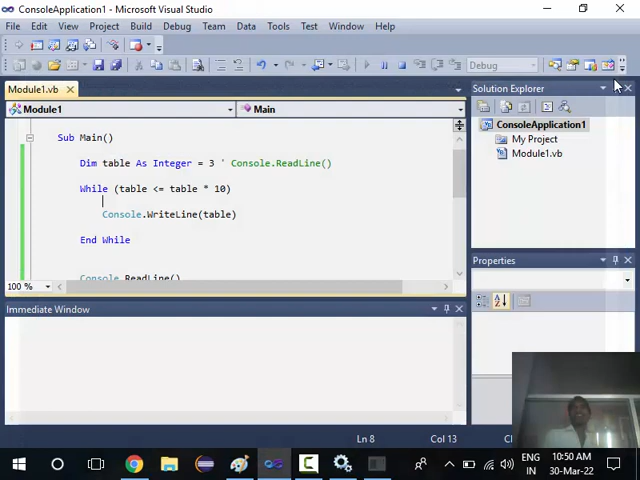 ConsoleApplication1 - Microsoft Visual Studio
File Edit View Project Build Debug Team Data Tools Test Window Help
Debug
Module1.vb
Module1
Main
Sub Main()
Dim table As Integer = 3 ' Console.ReadLine()
While (table <= table * 10)
Console.WriteLine(table)
End While
Console.ReadLine()
100 %
Immediate Window
Solution Explorer
ConsoleApplication1
My Project
Module1.vb
Properties
Ln 8
Col 13
ENG
IN
10:50 AM
30-Mar-22